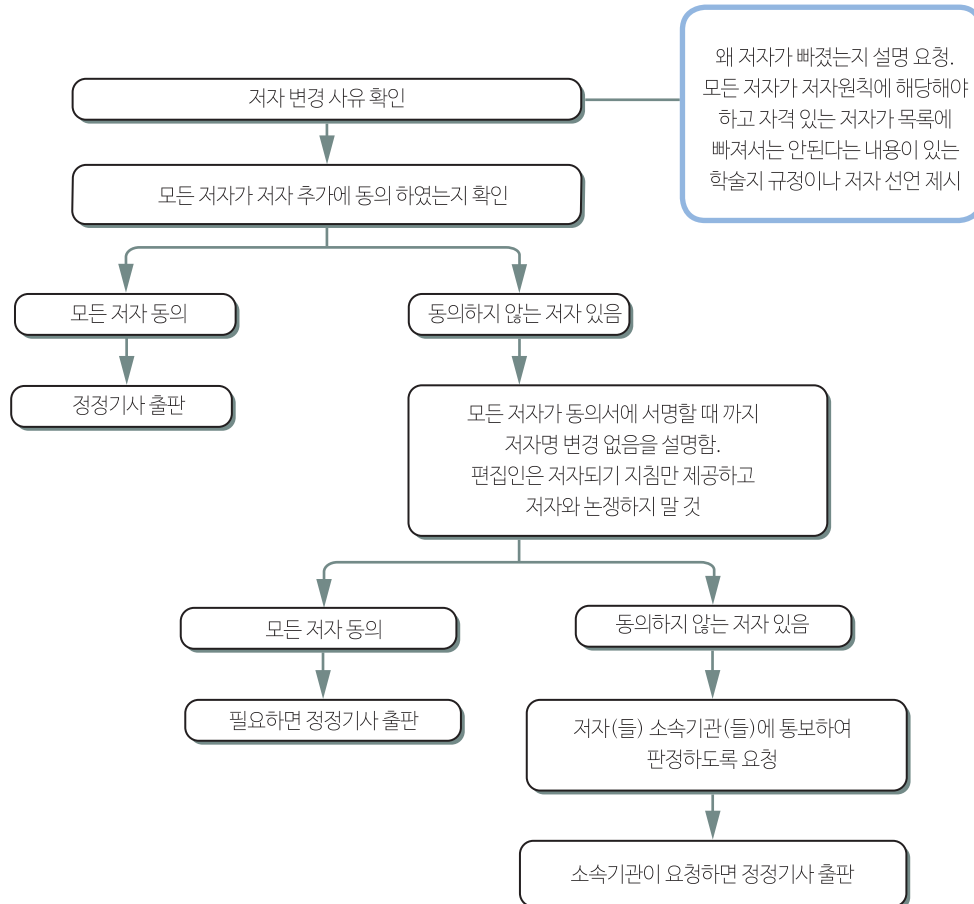 저자 변경 사유 확인
왜 저자가 빠졌는지 설명 요청.
모든 저자가 저자원칙에 해당해야
하고 자격 있는 저자가 목록에
빠져서는 안된다는 내용이 있는
학술지 규정이나 저자 선언 제시
모든 저자가 저자 추가에 동의 하였는지 확인
모든 저자 동의
동의하지 않는 저자 있음
정정기사 출판
모든 저자가 동의서에 서명할 때 까지
저자명 변경 없음을 설명함.
편집인은 저자되기 지침만 제공하고
저자와 논쟁하지 말 것
모든 저자 동의
동의하지 않는 저자 있음
필요하면 정정기사 출판
저자(들) 소속기관(들)에 통보하여
판정하도록 요청
소속기관이 요청하면 정정기사 출판